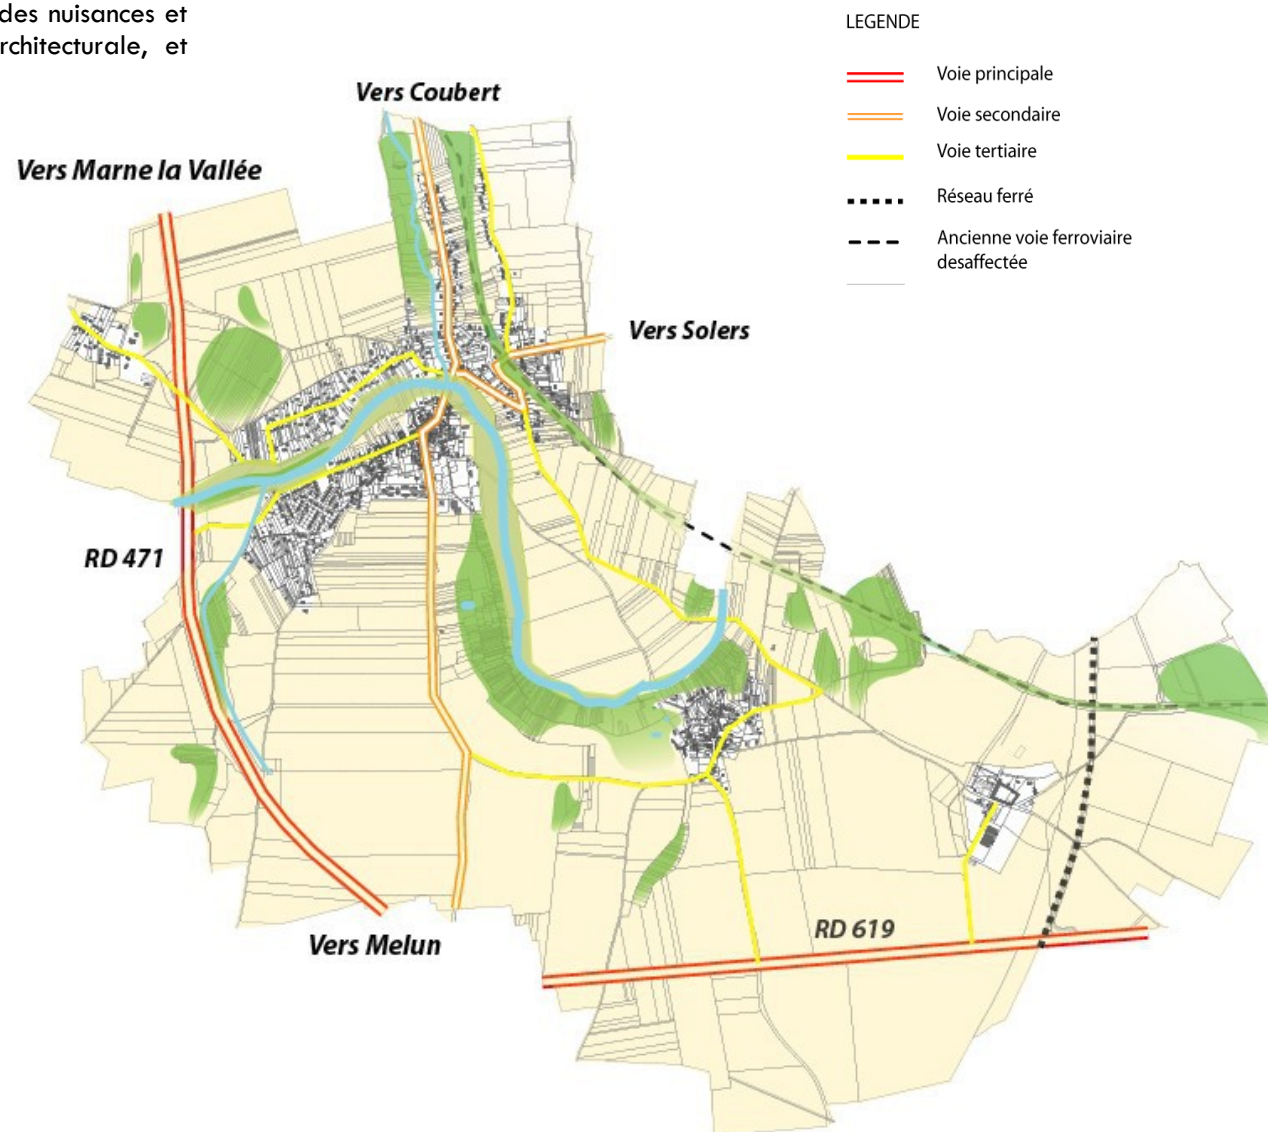 des nuisances et
rchitecturale, et
LEGENDE
Voie principale
Voie secondaire
Voie tertiaire
Réseau ferré
Ancienne voie ferroviaire
desaffectée
Vers Coubert
Vers Marne la Vallée
Vers Solers
RD 471
RD 619
Vers Melun